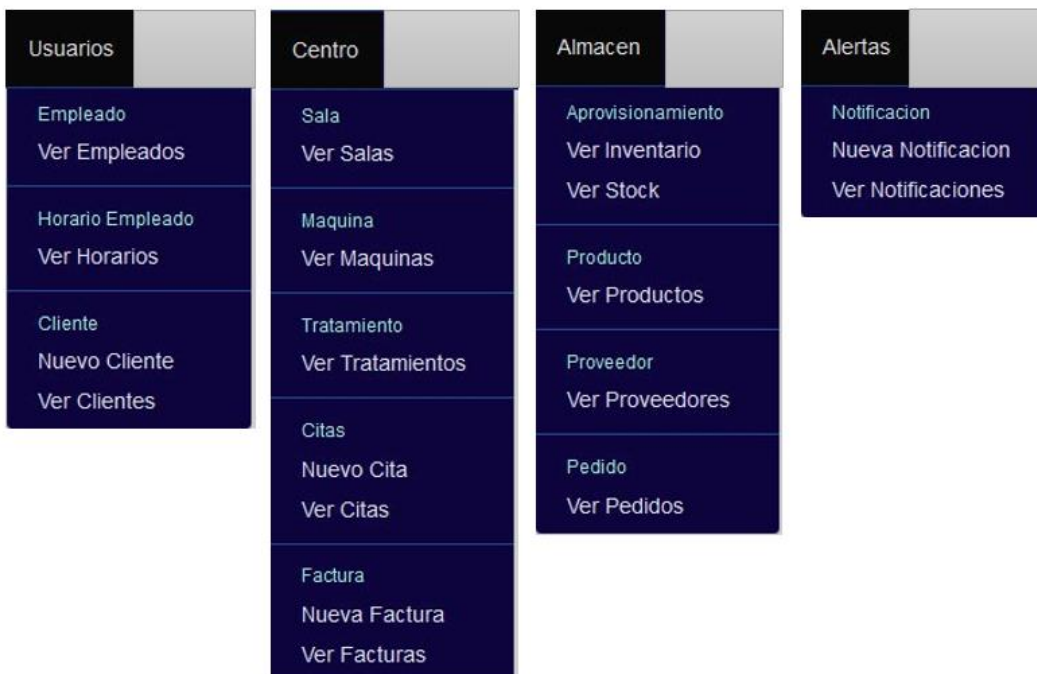 Usuarios
Empleado
Ver Empleados
Horario Empleado
Ver Horarios
Cliente
Nuevo Cliente
Ver Clientes
Centro
Sala
Ver Salas
Maquina
Ver Maquinas
Tratamiento
Ver Tratamientos
Citas
Nuevo Cita
Ver Citas
Factura
Nueva Factura
Ver Facturas
Almacen
Aprovisionamiento
Ver Inventario
Ver Stock
Producto
Ver Productos
Proveedor
Ver Proveedores
Pedido
Ver Pedidos
Alertas
Notificacion
Nueva Notificacion
Ver Notificaciones